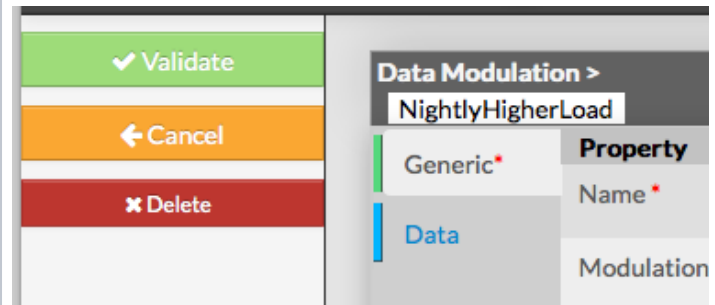 Validate
Cancel
Delete
Data Modulation >
NightlyHigherLoad
Generic*
Data
Property
Name *
Modulation